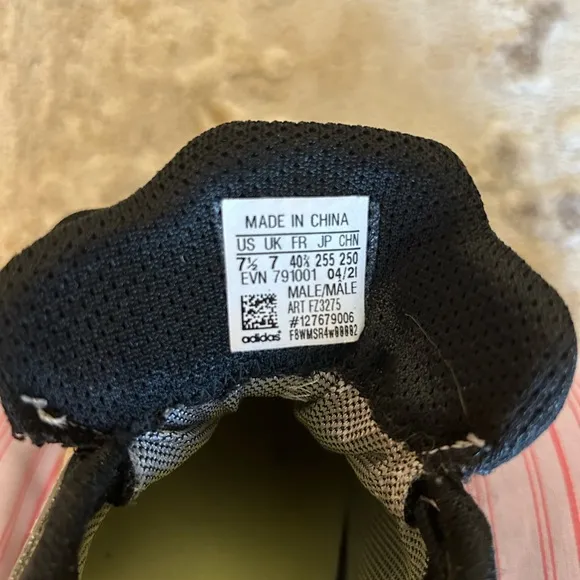 MADE IN CHINA
US UK FR JP CHN
7½ 7 40⅔ 255 250
EVN 791001 04/21
MALE/MÂLE
ART FZ3275
#127679006
adidas F8WMSR4w00002